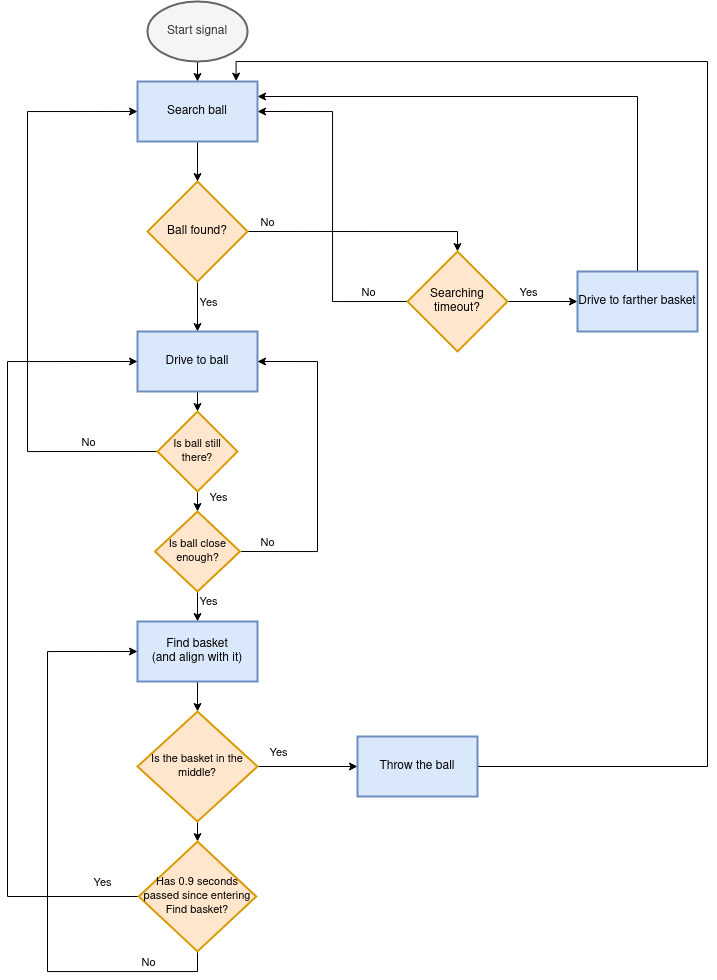 Start signal
Search ball
Ball found?
No
Searching
timeout?
No
Yes
Drive to farther basket
Yes
Drive to ball
Is ball still
there?
No
Yes
Is ball close
enough?
No
Yes
Find basket
(and align with it)
Is the basket in the
middle?
Yes
Throw the ball
Has 0.9 seconds
passed since entering
Find basket?
Yes
No